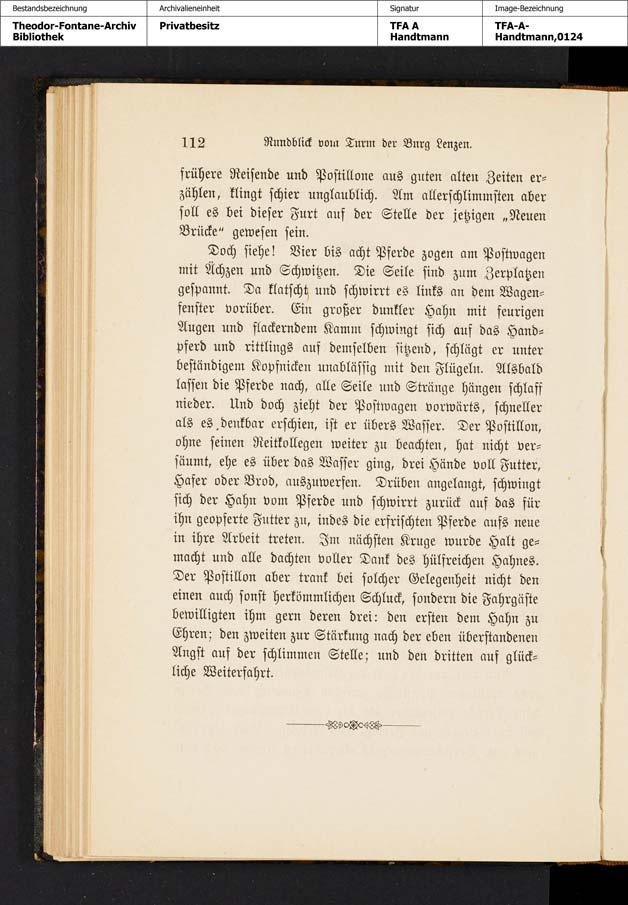 Bestandsbezeichnung
Theodor-Fontane-Archiv
Bibliothek
Archivalieneinheit
Privatbesitz
Signatur
TFA A
Handtmann
Image-Bezeichnung
TFA-A-
Handtmann,0124
112 Rundblick vom Turm der Burg Lenzen.
frühere Reisende und Postillone aus guten alten Zeiten er-
zählen, klingt schier unglaublich. Am allerschlimmsten aber
soll es bei dieser Furt auf der Stelle der jetzigen „Neuen
Brücke“ gewesen sein.
Doch siehe! Vier bis acht Pferde zogen am Postwagen
mit Ächzen und Schwitzen. Die Seile sind zum Zerplatzen
gespannt. Da klatscht und schwirrt es links an dem Wagen-
fenster vorüber. Ein großer dunkler Hahn mit feurigen
Augen und flackerndem Kamm schwingt sich auf das Hand-
pferd und rittlings auf demselben sitzend, schlägt er unter
beständigem Kopfnicken unablässig mit den Flügeln. Alsbald
lassen die Pferde nach, alle Seile und Stränge hängen schlaff
nieder. Und doch zieht der Postwagen vorwärts, schneller
als es denkbar erschien, ist er übers Wasser. Der Postillon,
ohne seinen Reitkollegen weiter zu beachten, hat nicht ver-
säumt, ehe es über das Wasser ging, drei Hände voll Futter,
Hafer oder Brod, auszuwerfen. Drüben angelangt, schwingt
sich der Hahn vom Pferde und schwirrt zurück auf das für
ihn geopferte Futter zu, indes die erfrischten Pferde aufs neue
in ihre Arbeit treten. Im nächsten Kruge wurde Halt ge-
macht und alle dachten voller Dank des hülfreichen Hahnes.
Der Postillon aber trank bei solcher Gelegenheit nicht den
einen auch sonst herkömmlichen Schluck, sondern die Fahrgäste
bewilligten ihm gern deren drei: den ersten dem Hahn zu
Ehren; den zweiten zur Stärkung nach der eben überstandenen
Angst auf der schlimmen Stelle; und den dritten auf glück-
liche Weiterfahrt.